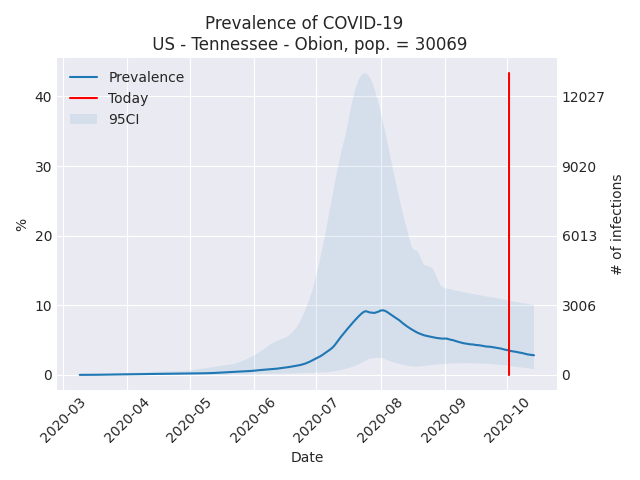 Prevalence of COVID-19
US - Tennessee - Obion, pop. = 30069
Prevalence
Today
95CI
40
30
20
10
0
%
12027
9020
6013
3006
0
# of infections
2020-03
2020-04
2020-05
2020-06
2020-07
2020-08
2020-09
2020-10
Date